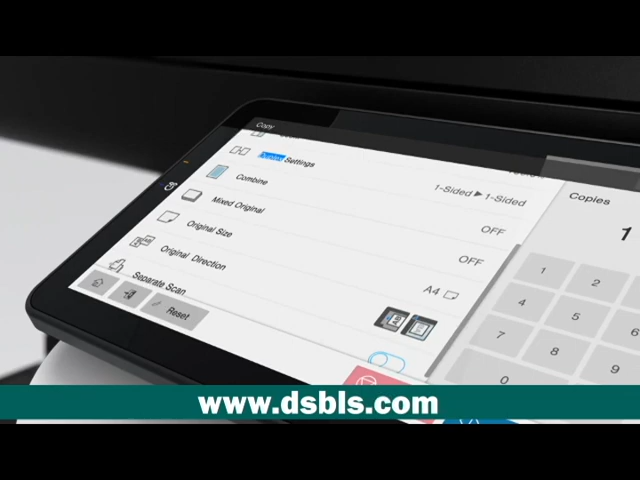 Copy
Duplex Settings
1-Sided ▶ 1-Sided
Combine
OFF
Mixed Original
OFF
Original Size
A4
Original Direction
Separate Scan
Reset
Copies
1
1 2
4 5
7 8
0
www.dsbls.com